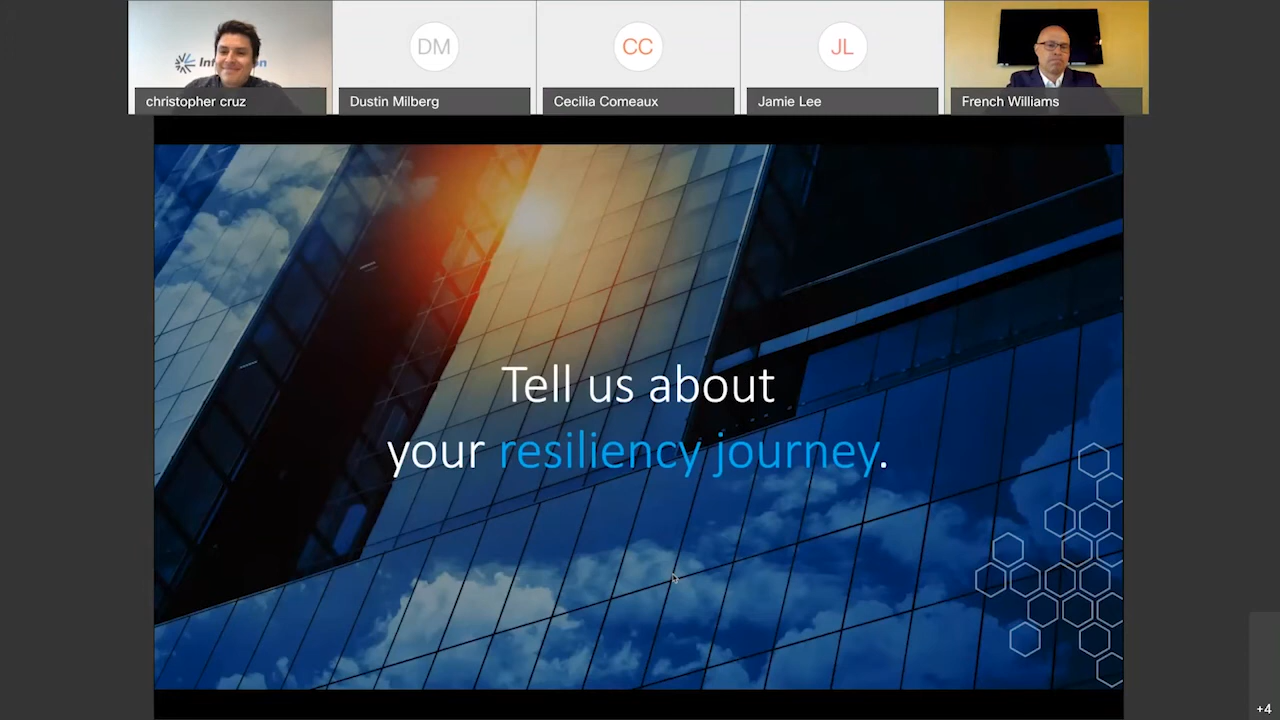 DM
CC
JL
christopher cruz
Dustin Milberg
Cecilia Comeaux
Jamie Lee
French Williams
Tell us about
your resiliency journey.
+4